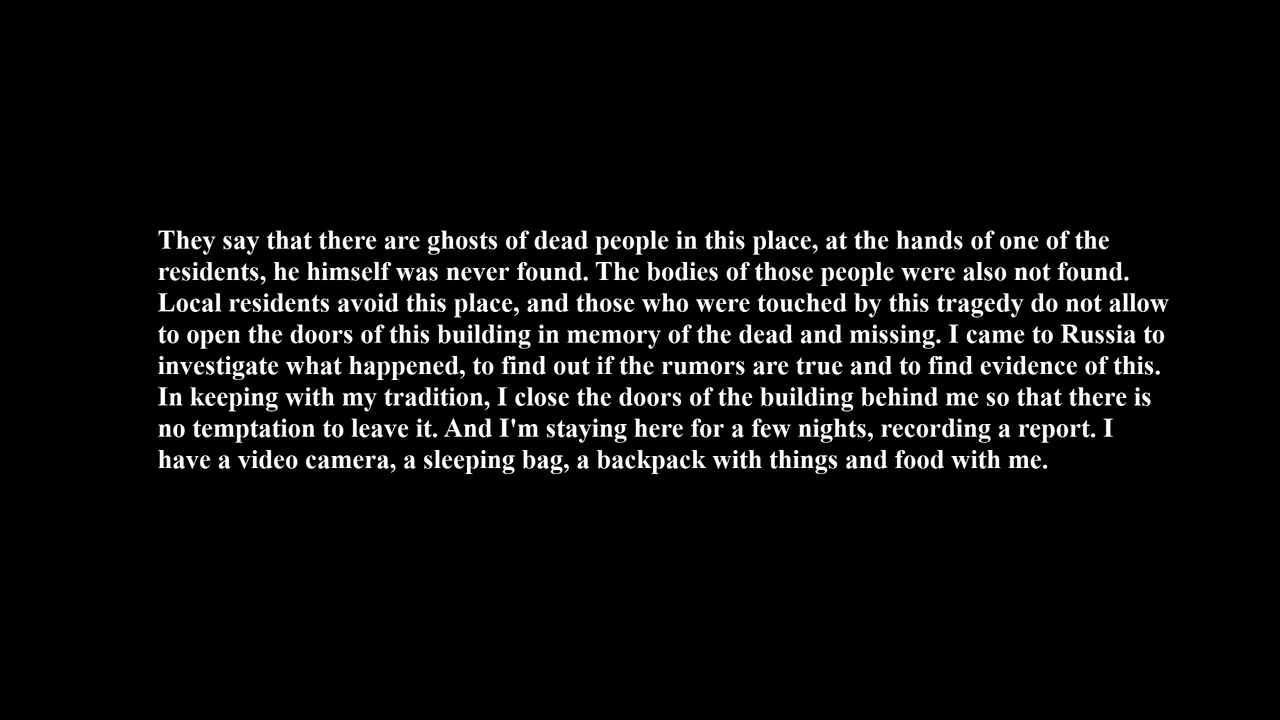 They say that there are ghosts of dead people in this place, at the hands of one of the
residents, he himself was never found. The bodies of those people were also not found.
Local residents avoid this place, and those who were touched by this tragedy do not allow
to open the doors of this building in memory of the dead and missing. I came to Russia to
investigate what happened, to find out if the rumors are true and to find evidence of this.
In keeping with my tradition, I close the doors of the building behind me so that there is
no temptation to leave it. And I'm staying here for a few nights, recording a report. I
have a video camera, a sleeping bag, a backpack with things and food with me.